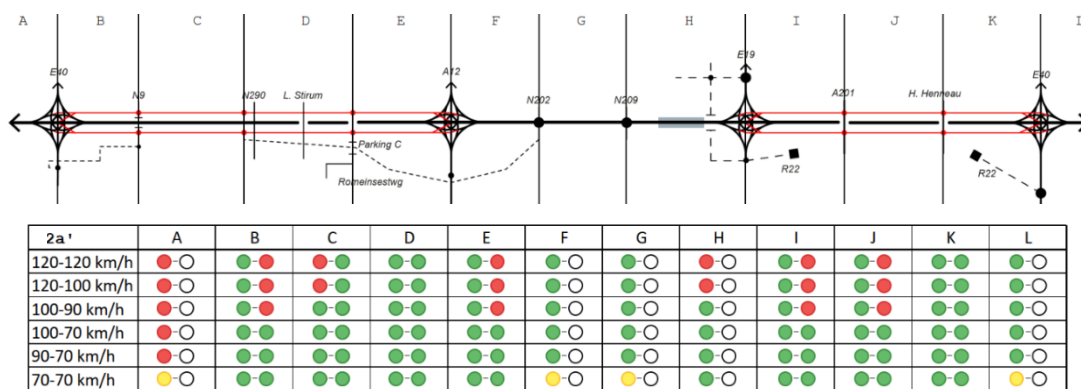 A B C D E F G H I J K L
E40 A12 E19 E40
N9 N290 L. Stirum N202 N209 A201 H. Henneau
Parking C
Romeinsestwg
R22 R22
2a' A B C D E F G H I J K L
120-120 km/h
120-100 km/h
100-90 km/h
100-70 km/h
90-70 km/h
70-70 km/h